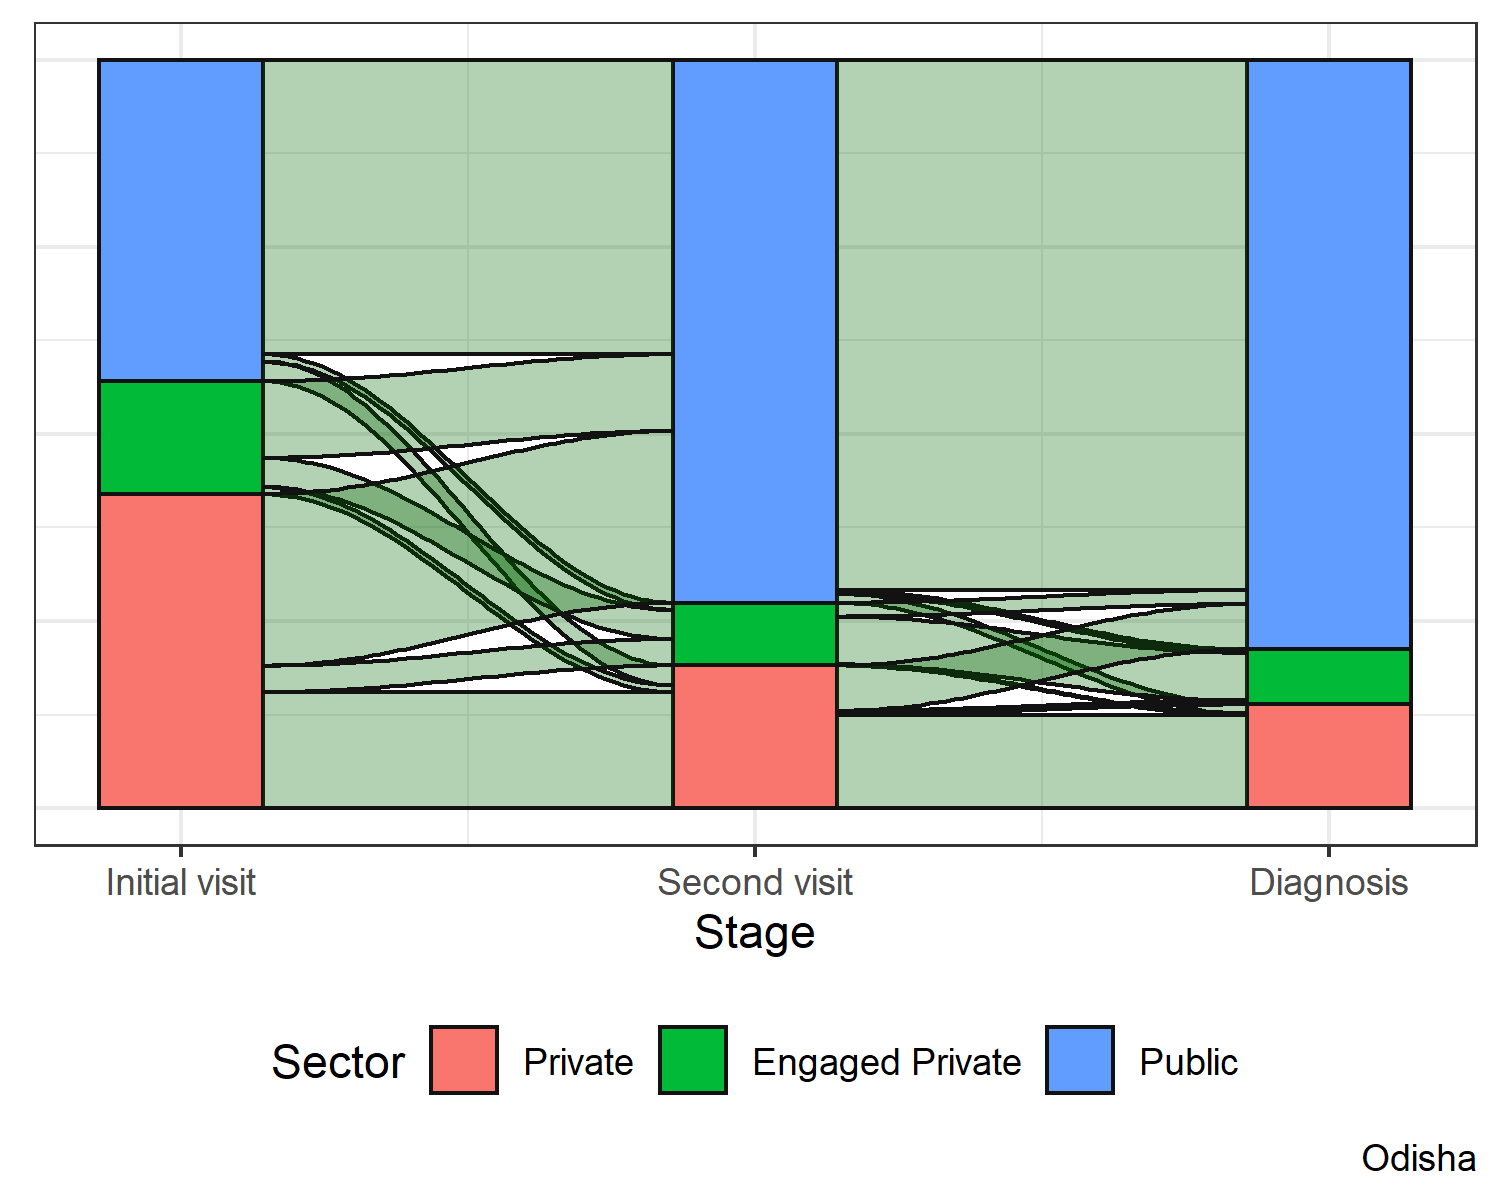 Initial visit Second visit Diagnosis
Stage
Sector Private Engaged Private Public
Odisha